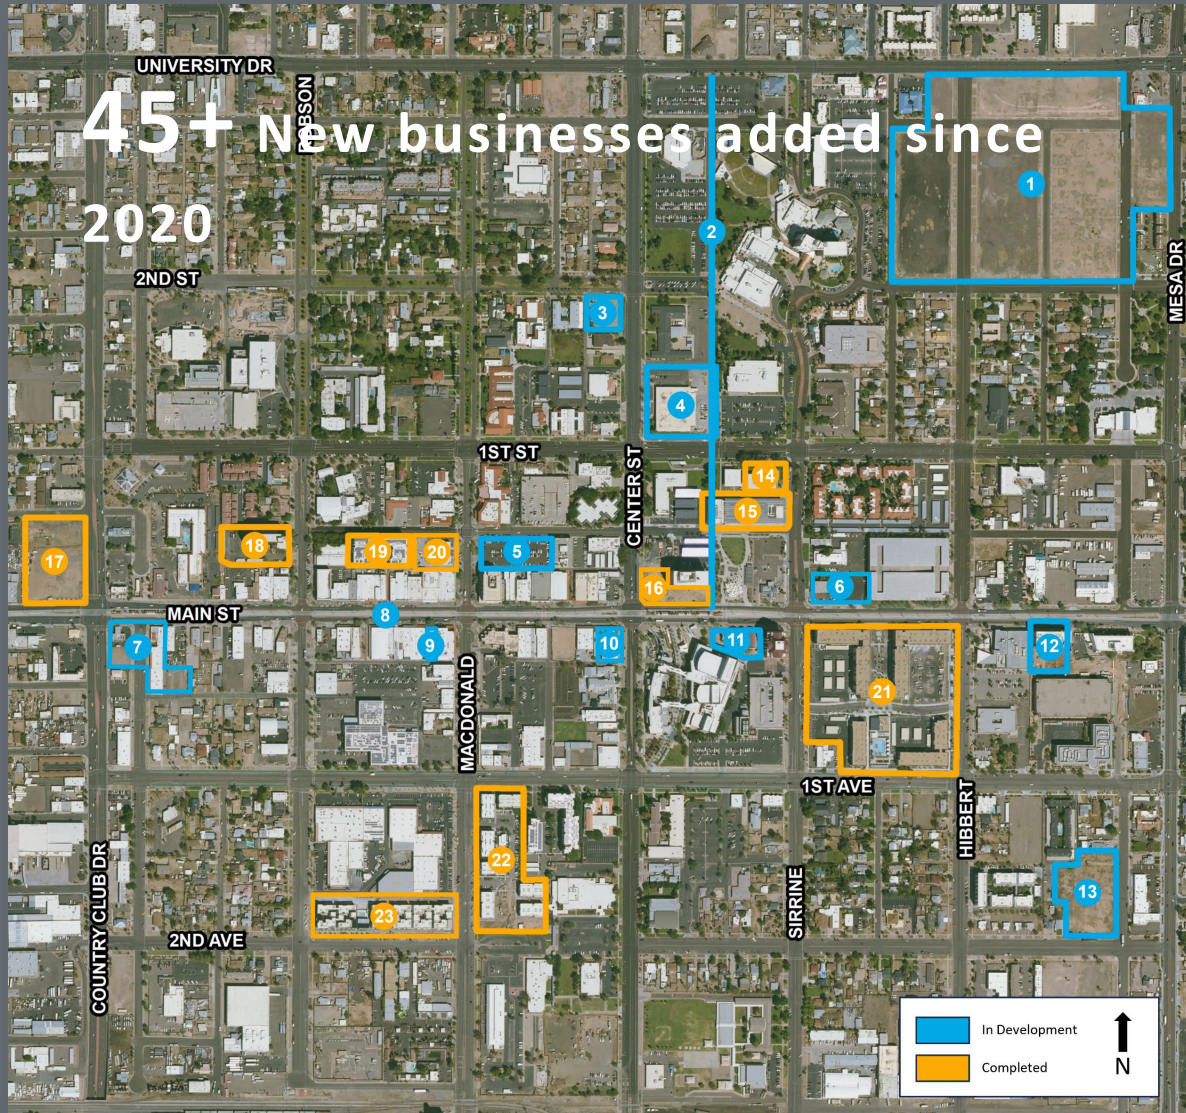 UNIVERSITY DR
ROBSON
45+ New businesses added since
2020
1
2
2ND ST
MESA DR
3
4
1ST ST
CENTER ST
14
15
17
18
19
20
5
16
6
MAIN ST
8
7
9
10
11
12
MACDONALD
21
1ST AVE
HIBBERT
COUNTRY CLUB DR
22
SIRRINE
13
23
2ND AVE
In Development
Completed
N